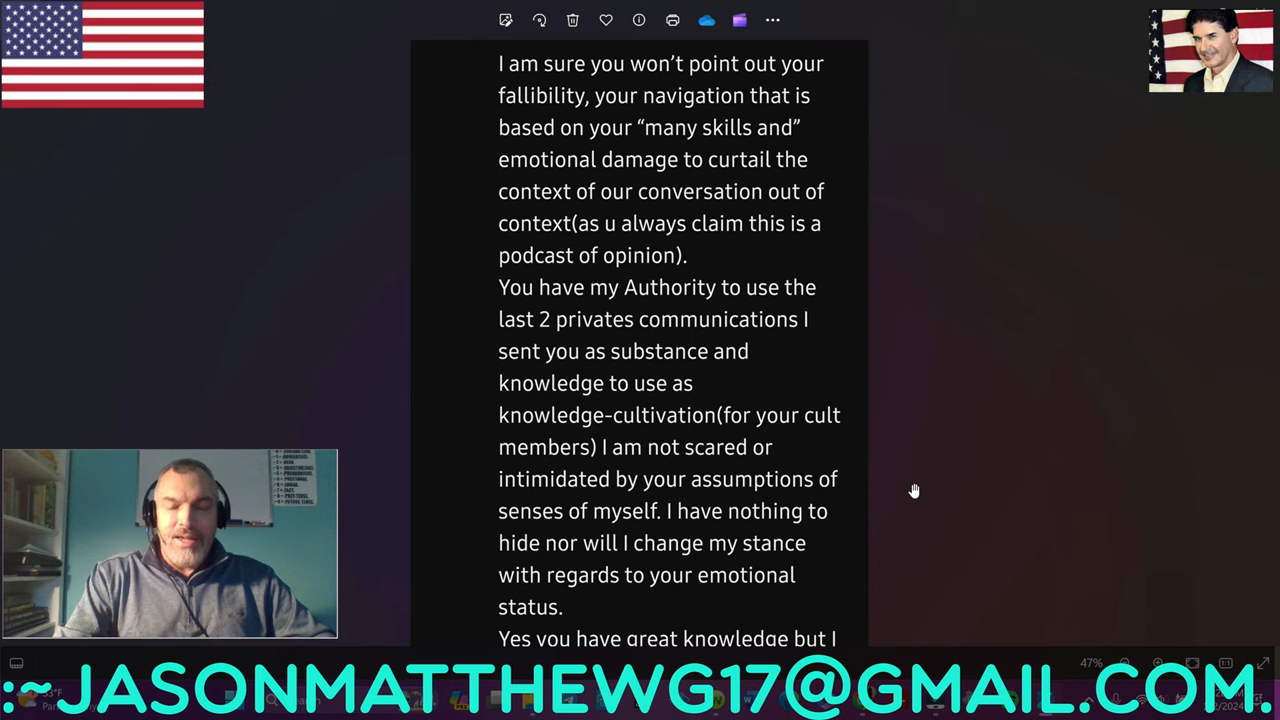 I am sure you won’t point out your
fallibility, your navigation that is
based on your “many skills and”
emotional damage to curtail the
context of our conversation out of
context(as u always claim this is a
podcast of opinion).
You have my Authority to use the
last 2 privates communications I
sent you as substance and
knowledge to use as
knowledge-cultivation(for your cult
members) I am not scared or
intimidated by your assumptions of
senses of myself. I have nothing to
hide nor will I change my stance
with regards to your emotional
status.
Yes you have great knowledge but I
47%
:~ JASONMATTHEWG17@GMAIL.COM.